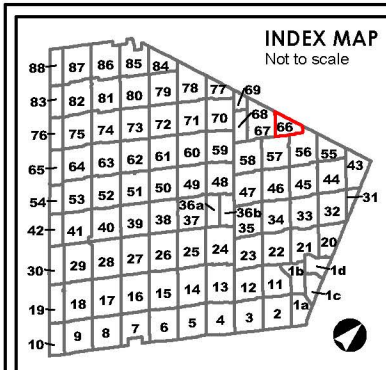 INDEX MAP
Not to scale
88 87 86 85 84
83 82 81 80 79 78 77 69
76 75 74 73 72 71 70 68 67 66
65 64 63 62 61 60 59 58 57 56 55 43
54 53 52 51 50 49 48 47 46 45 44 31
42 41 40 39 38 37 36a 36b 35 34 33 32
30 29 28 27 26 25 24 23 22 21 20
19 18 17 16 15 14 13 12 11 1b 1d
10 9 8 7 6 5 4 3 2 1a 1c